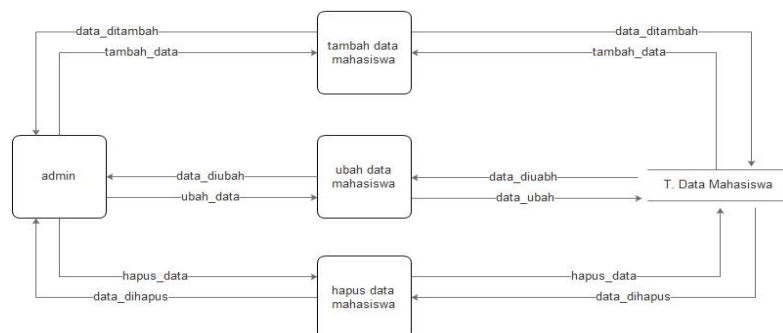 data_ditambah
data_ditambah
tambah_data
tambah data
mahasiswa
tambah_data
admin
data_diubah
ubah_data
ubah data
mahasiswa
data_diuabh
data_ubah
T. Data Mahasiswa
hapus_data
data_dihapus
hapus data
mahasiswa
hapus_data
data_dihapus